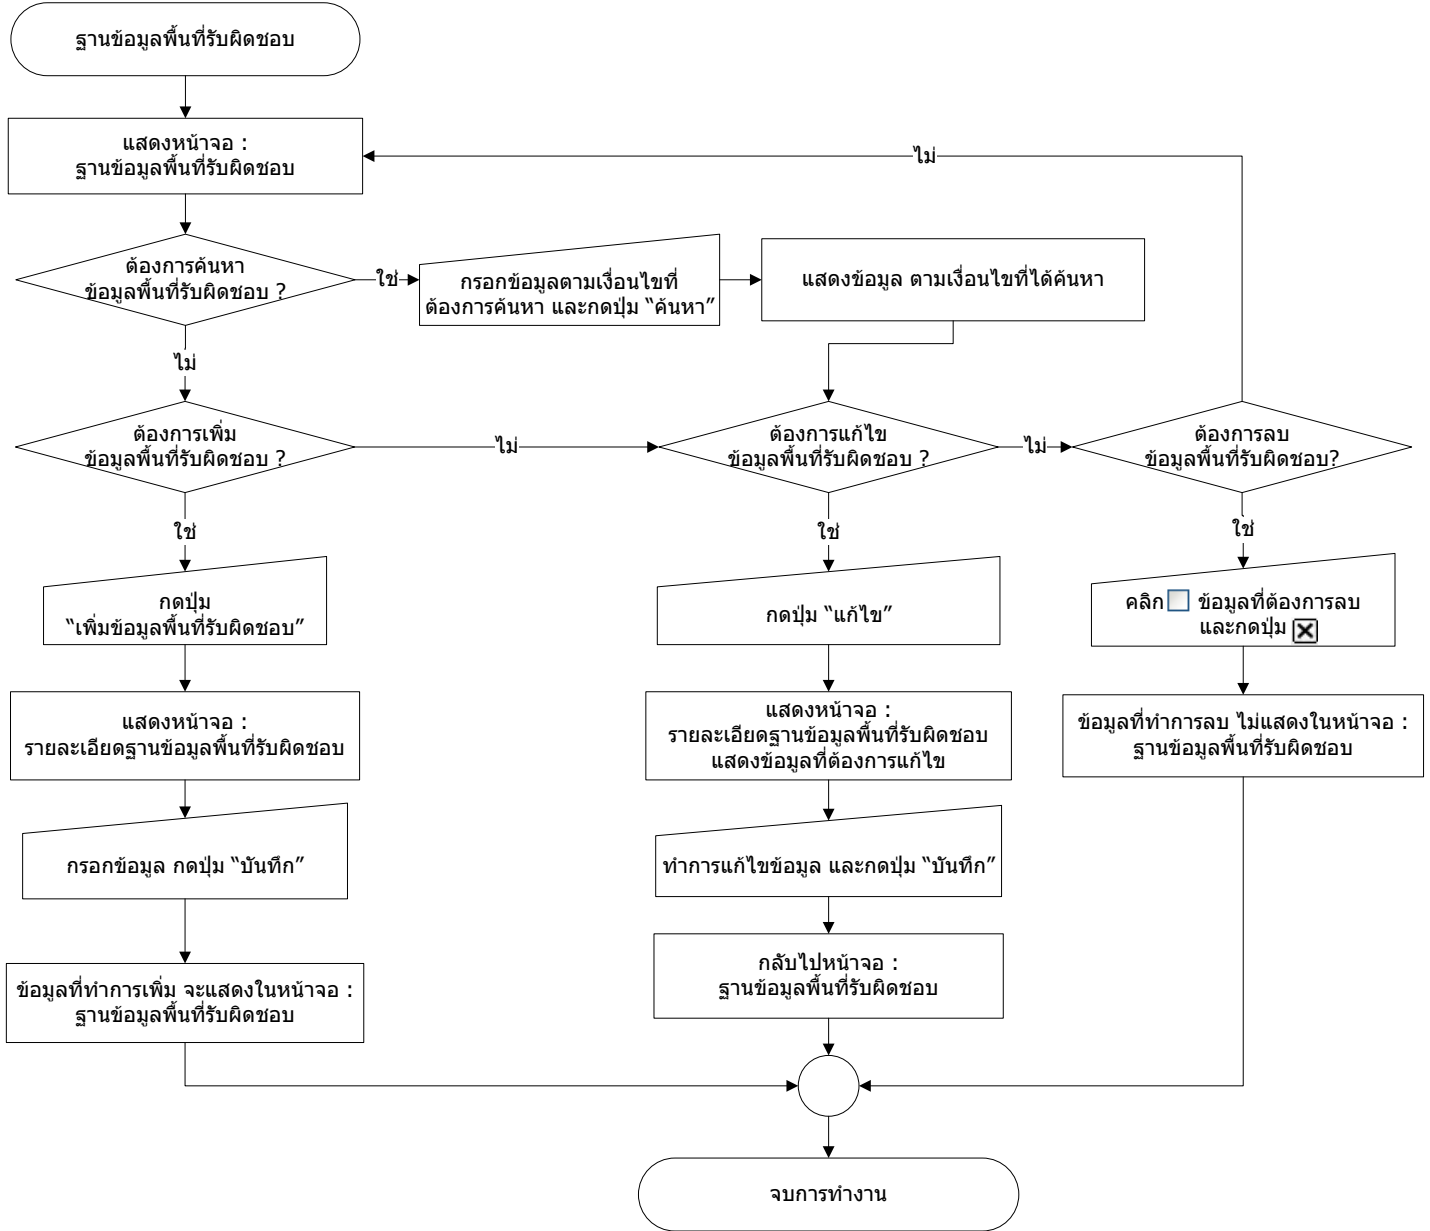 ฐานข้อมูลพื้นที่รับผิดชอบ
แสดงหน้าจอ :
ฐานข้อมูลพื้นที่รับผิดชอบ
ไม่
ต้องการค้นหา
ข้อมูลพื้นที่รับผิดชอบ ?
ใช่
กรอกข้อมูลตามเงื่อนไขที่
ต้องการค้นหา และกดปุ่ม “ค้นหา”
แสดงข้อมูล ตามเงื่อนไขที่ได้ค้นหา
ไม่
ต้องการเพิ่ม
ข้อมูลพื้นที่รับผิดชอบ ?
ไม่
ต้องการแก้ไข
ข้อมูลพื้นที่รับผิดชอบ ?
ไม่
ต้องการลบ
ข้อมูลพื้นที่รับผิดชอบ?
ใช่
ใช่
ใช่
กดปุ่ม
“เพิ่มข้อมูลพื้นที่รับผิดชอบ”
กดปุ่ม “แก้ไข”
คลิก ข้อมูลที่ต้องการลบ
และกดปุ่ม
แสดงหน้าจอ :
รายละเอียดฐานข้อมูลพื้นที่รับผิดชอบ
แสดงหน้าจอ :
รายละเอียดฐานข้อมูลพื้นที่รับผิดชอบ
แสดงข้อมูลที่ต้องการแก้ไข
ข้อมูลที่ทำการลบ ไม่แสดงในหน้าจอ :
ฐานข้อมูลพื้นที่รับผิดชอบ
กรอกข้อมูล กดปุ่ม “บันทึก”
ทำการแก้ไขข้อมูล และกดปุ่ม “บันทึก”
ข้อมูลที่ทำการเพิ่ม จะแสดงในหน้าจอ :
ฐานข้อมูลพื้นที่รับผิดชอบ
กลับไปหน้าจอ :
ฐานข้อมูลพื้นที่รับผิดชอบ
จบการทำงาน